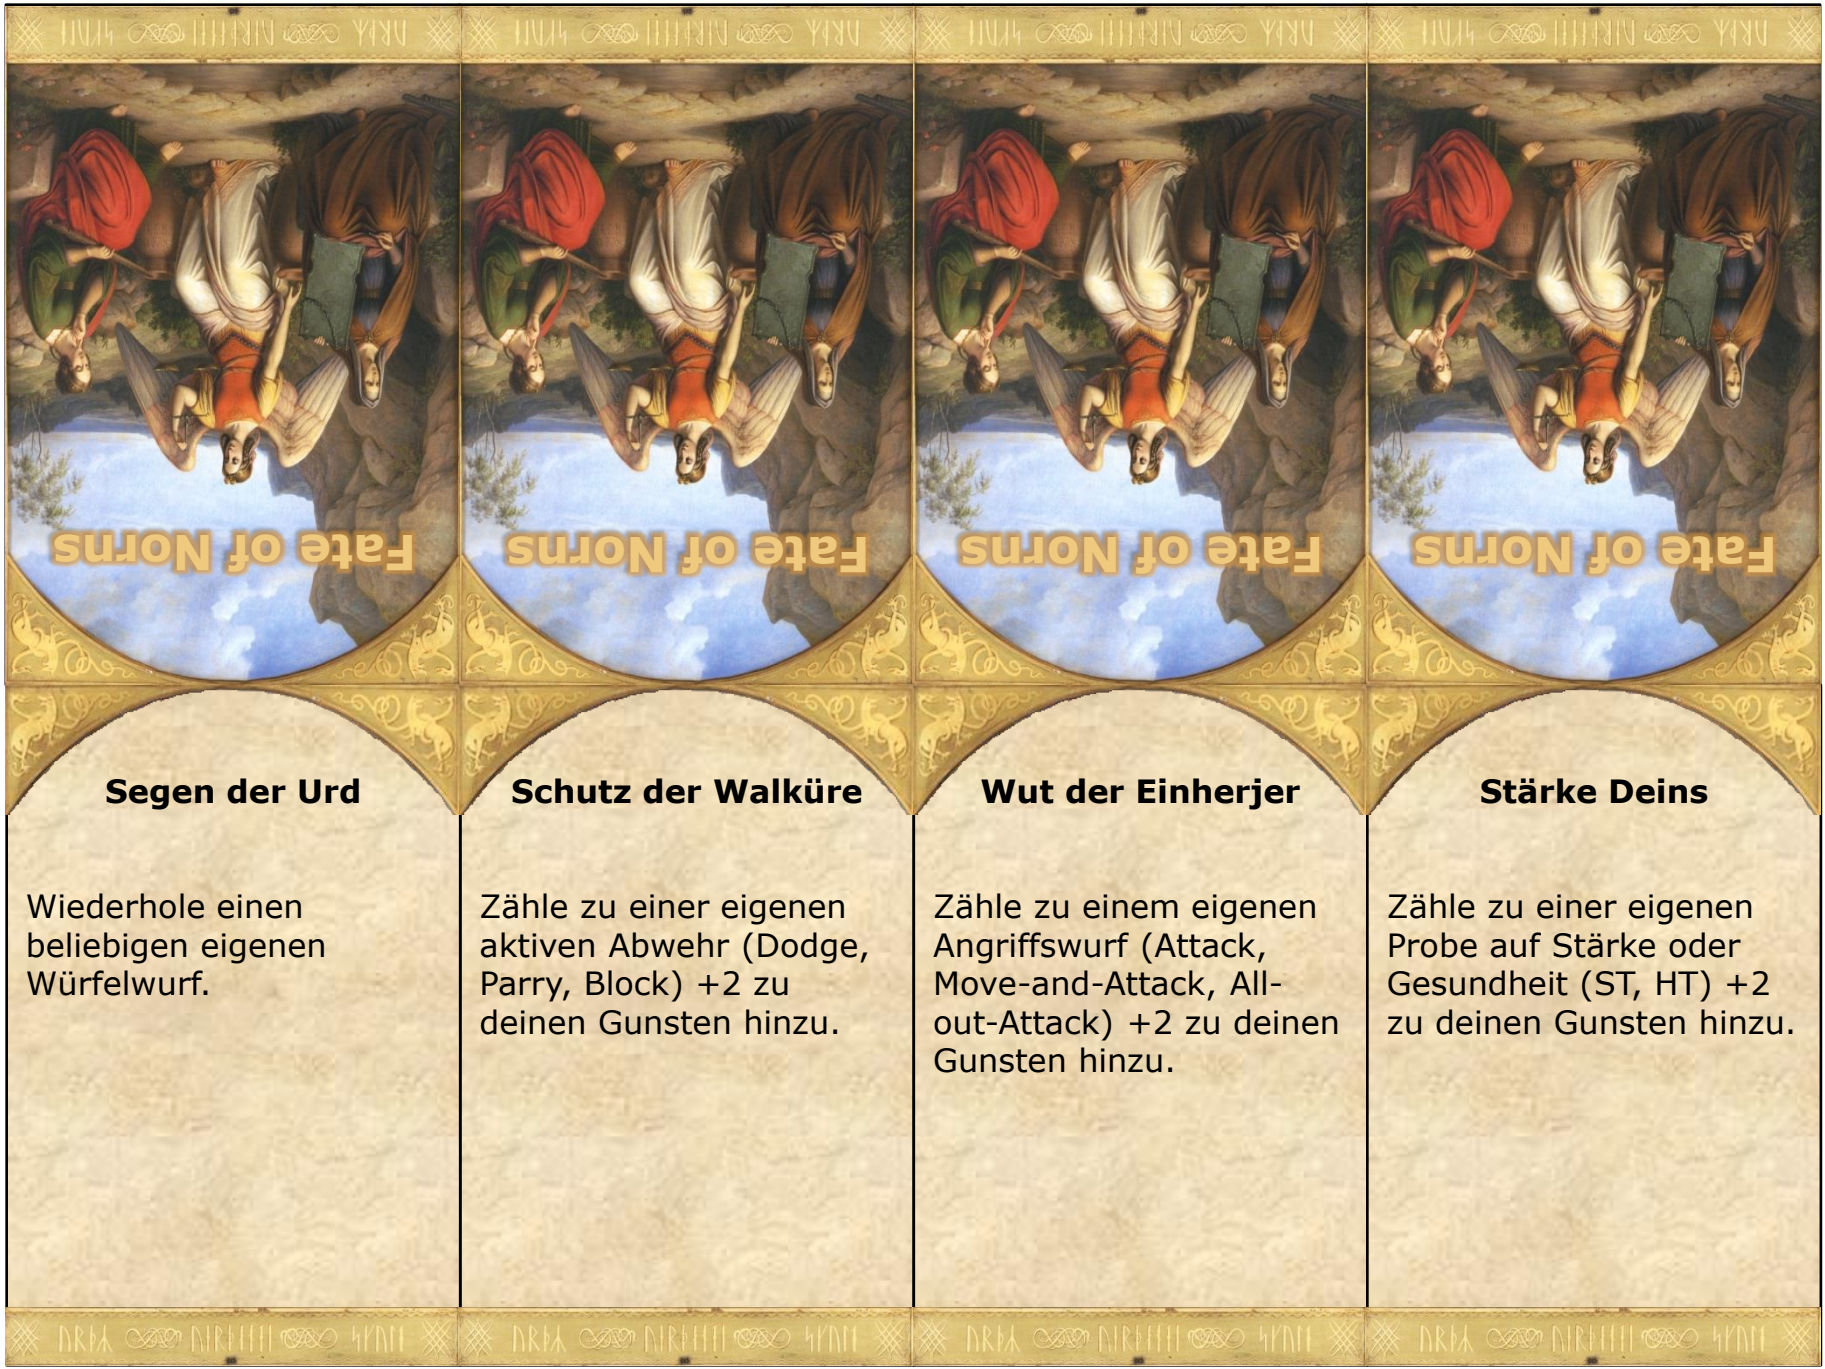 Fate of Norns
Fate of Norns
Fate of Norns
Fate of Norns
Segen der Urd
Wiederhole einen
beliebigen eigenen
Würfelwurf.
Schutz der Walküre
Zähle zu einer eigenen
aktiven Abwehr (Dodge,
Parry, Block) +2 zu
deinen Gunsten hinzu.
Wut der Einherjer
Zähle zu einem eigenen
Angriffswurf (Attack,
Move-and-Attack, All-
out-Attack) +2 zu deinen
Gunsten hinzu.
Stärke Deins
Zähle zu einer eigenen
Probe auf Stärke oder
Gesundheit (ST, HT) +2
zu deinen Gunsten hinzu.